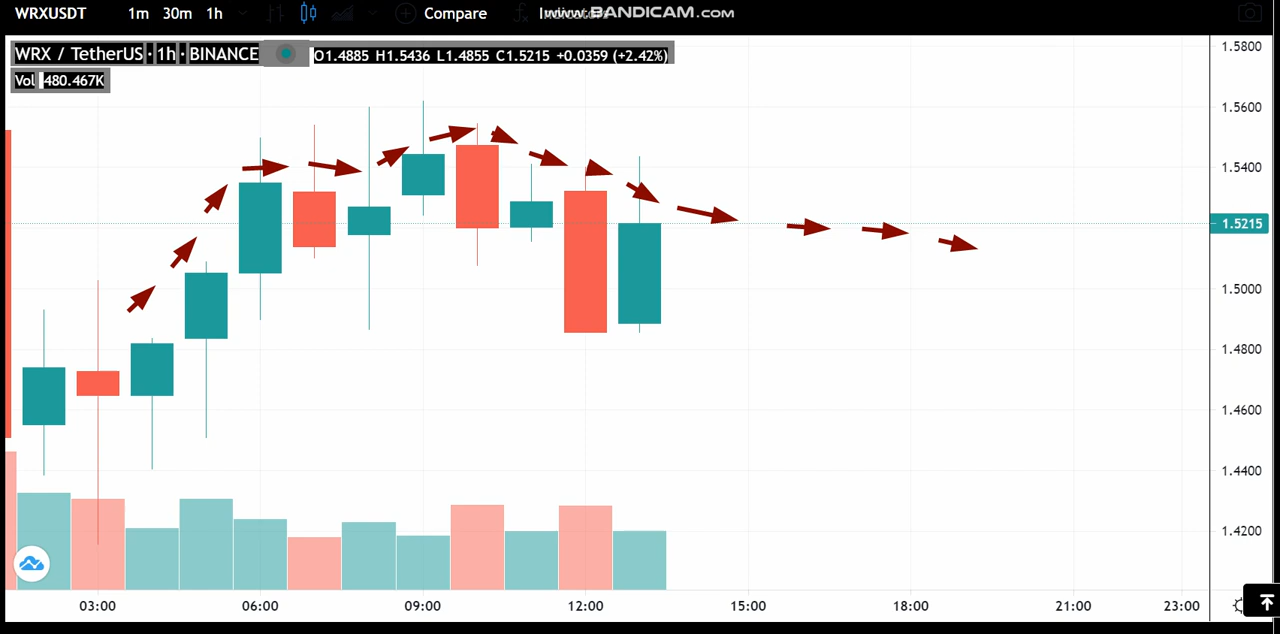 WRXUSDT 1m 30m 1h Compare www.BANDICAM.com
WRX / TetherUS · 1h · BINANCE O1.4885 H1.5436 L1.4855 C1.5215 +0.0359 (+2.42%)
Vol 480.467K
1.5800
1.5600
1.5400
1.5215
1.5000
1.4800
1.4600
1.4400
1.4200
03:00 06:00 09:00 12:00 15:00 18:00 21:00 23:00